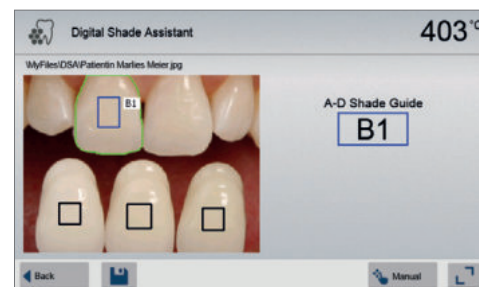 Digital Shade Assistant
403 °C
\MyFiles\DSA\Patientin Marlies Meier.jpg
B1
A-D Shade Guide
B1
Back
Manual